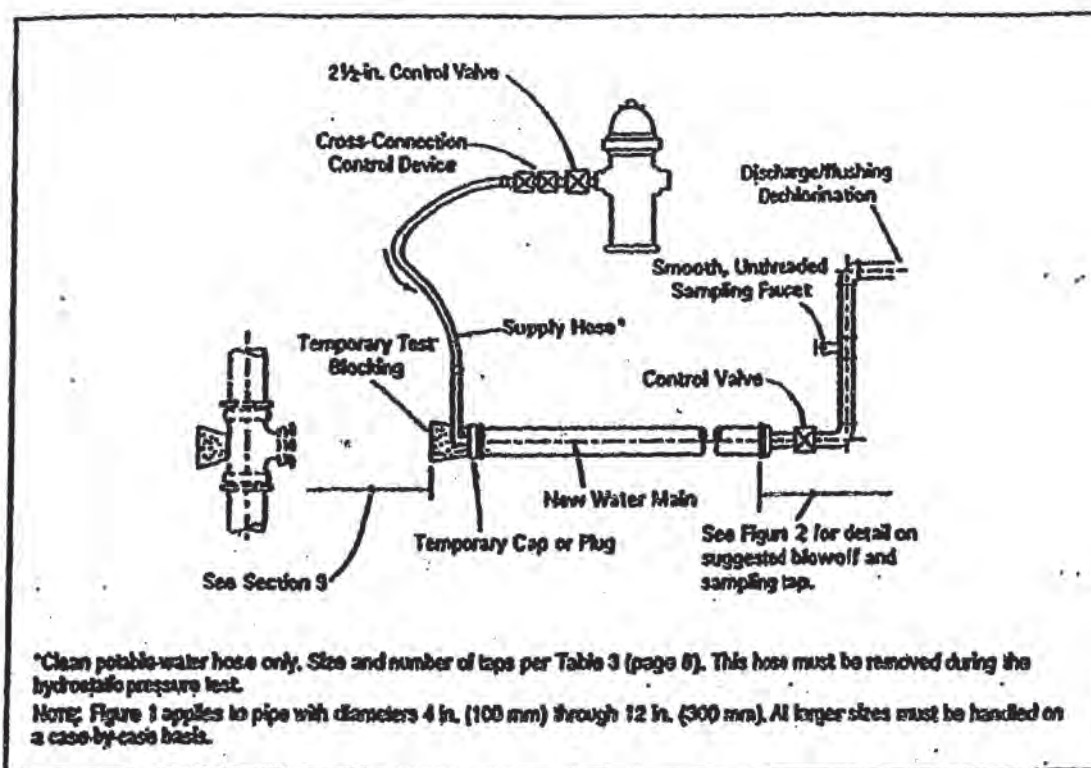 2½-in. Control Valve
Cross-Connection
Control Device
Discharge/flushing
Dechlorination
Smooth, Unthreaded
Sampling Faucet
Supply Hose*
Temporary Test
Blocking
Control Valve
New Water Main
Temporary Cap or Plug
See Figure 2 for detail on
suggested blowoff and
sampling tap.
See Section 9
*Clean potable-water hose only. Size and number of taps per Table 3 (page 8). This hose must be removed during the
hydrostatic pressure test.
NOTE: Figure 1 applies to pipe with diameters 4 in. (100 mm) through 12 in. (300 mm). All larger sizes must be handled on
a case-by-case basis.